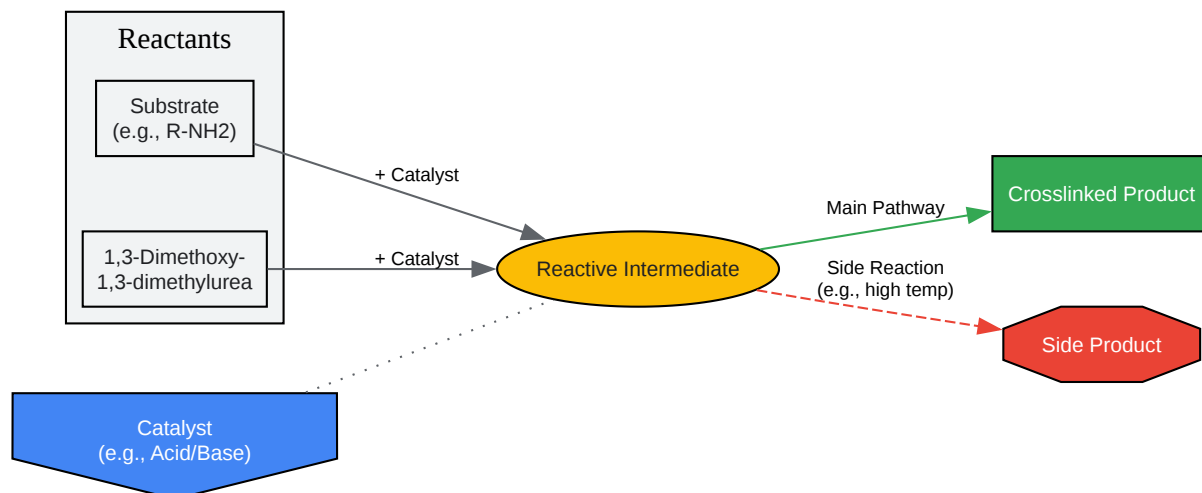 Reactants
Substrate
(e.g., R-NH2)
+ Catalyst
1,3-Dimethoxy-
1,3-dimethylurea
+ Catalyst
Reactive Intermediate
Main Pathway
Crosslinked Product
Side Reaction
(e.g., high temp)
Side Product
Catalyst
(e.g., Acid/Base)